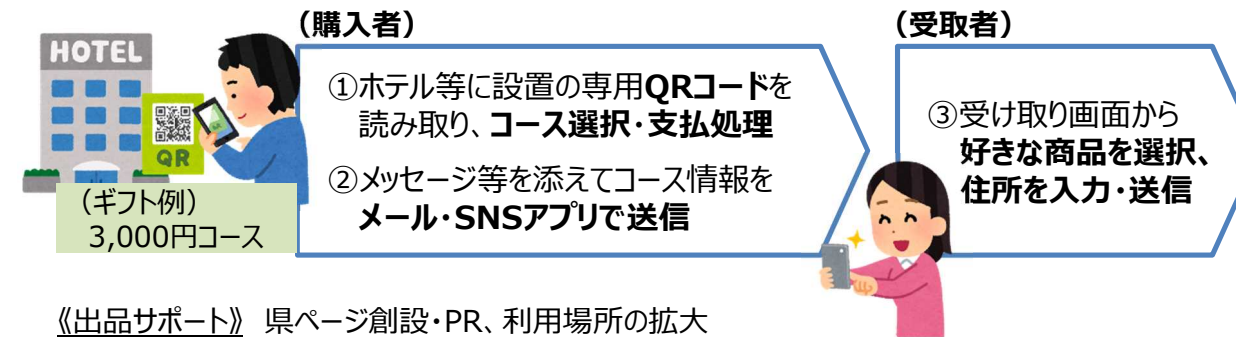 (購入者)
(受取者)
HOTEL
QR
①ホテル等に設置の専用QRコードを
読み取り、コース選択・支払処理
②メッセージ等を添えてコース情報を
メール・SNSアプリで送信
(ギフト例)
3,000円コース
③受け取り画面から
好きな商品を選択、
住所を入力・送信
《出品サポート》 県ページ創設・PR、利用場所の拡大